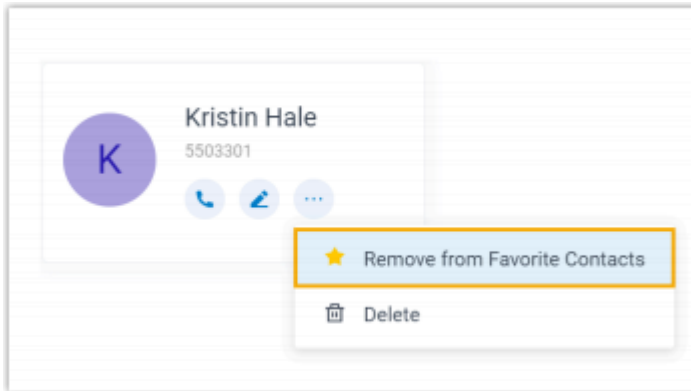 Kristin Hale
K
5503301
Remove from Favorite Contacts
Delete